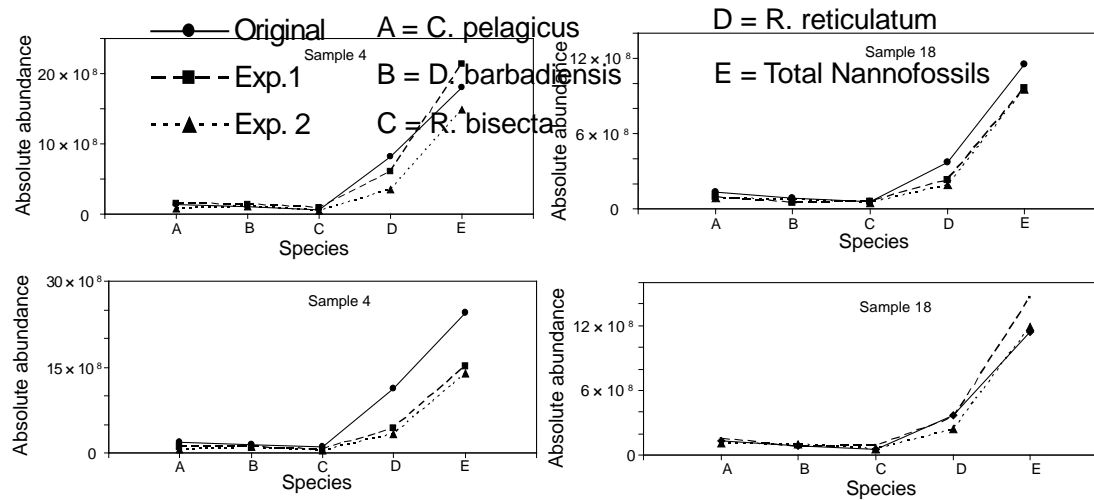 Original
Exp.1
Exp. 2
A = C. pelagicus
B = D. barbadiensis
C = R. bisecta
D = R. reticulatum
E = Total Nannofossils
Sample 4
Absolute abundance
20 × 10⁸
10 × 10⁸
0
A B C D E
Species
Sample 18
Absolute abundance
12 × 10⁸
6 × 10⁸
0
A B C D E
Species
Sample 4
Absolute abundance
30 × 10⁸
15 × 10⁸
0
A B C D E
Species
Sample 18
Absolute abundance
12 × 10⁸
6 × 10⁸
0
A B C D E
Species